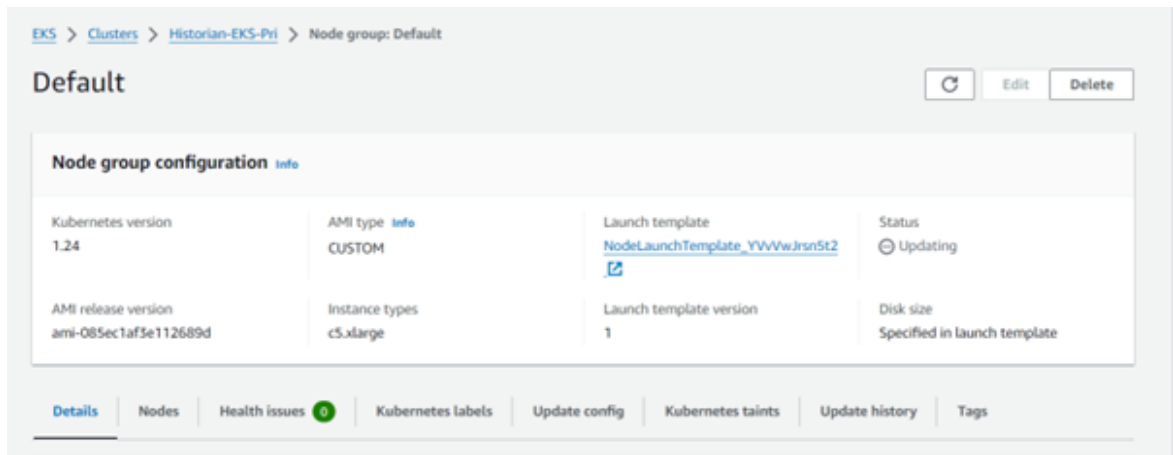 EKS > Clusters > Historian-EKS-Pri > Node group: Default
Default
Edit
Delete
Node group configuration Info
Kubernetes version
1.24
AMI type Info
CUSTOM
Launch template
NodeLaunchTemplate_YVvVwJrsn5t2
Status
Updating
AMI release version
ami-085ec1af3e112689d
Instance types
c5.xlarge
Launch template version
1
Disk size
Specified in launch template
Details Nodes Health issues 0 Kubernetes labels Update config Kubernetes taints Update history Tags